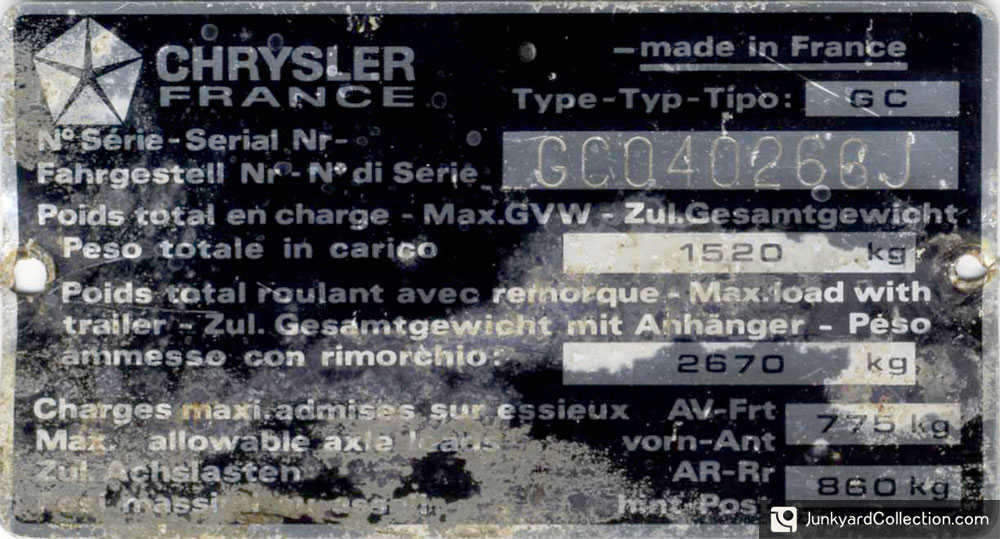 CHRYSLER
FRANCE
-made in France
Type-Typ-Tipo: GC
N° Série-Serial Nr-
Fahrgestell Nr-N° di Série GC040268J
Poids total en charge - Max.GVW - Zul.Gesamtgewicht
Peso totale in carico 1520 kg
Poids total roulant avec remorque - Max.load with
trailer - Zul. Gesamtgewicht mit Anhänger - Peso
ammesso con rimorchio: 2670 kg
Charges maxi.admises sur essieux AV-Frt 775 kg
Max. allowable axle loads vorn-Ant
Zul Achslasten AR-Rr 860 kg
hint-Post
JunkyardCollection.com